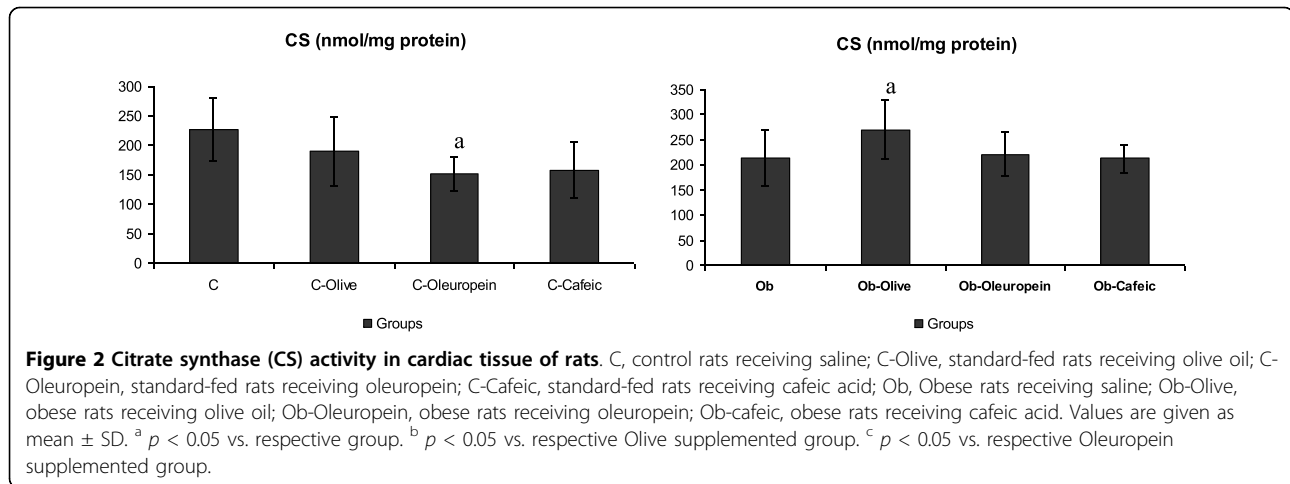 CS (nmol/mg protein)
300
250
200
150
100
50
0
a
C
C-Olive
C-Oleuropein
C-Cafeic
Groups
CS (nmol/mg protein)
350
300
250
200
150
100
50
0
a
Ob
Ob-Olive
Ob-Oleuropein
Ob-Cafeic
Groups
Figure 2 Citrate synthase (CS) activity in cardiac tissue of rats. C, control rats receiving saline; C-Olive, standard-fed rats receiving olive oil; C-
Oleuropein, standard-fed rats receiving oleuropein; C-Cafeic, standard-fed rats receiving cafeic acid; Ob, Obese rats receiving saline; Ob-Olive,
obese rats receiving olive oil; Ob-Oleuropein, obese rats receiving oleuropein; Ob-cafeic, obese rats receiving cafeic acid. Values are given as
mean ± SD. a p < 0.05 vs. respective group. b p < 0.05 vs. respective Olive supplemented group. c p < 0.05 vs. respective Oleuropein
supplemented group.